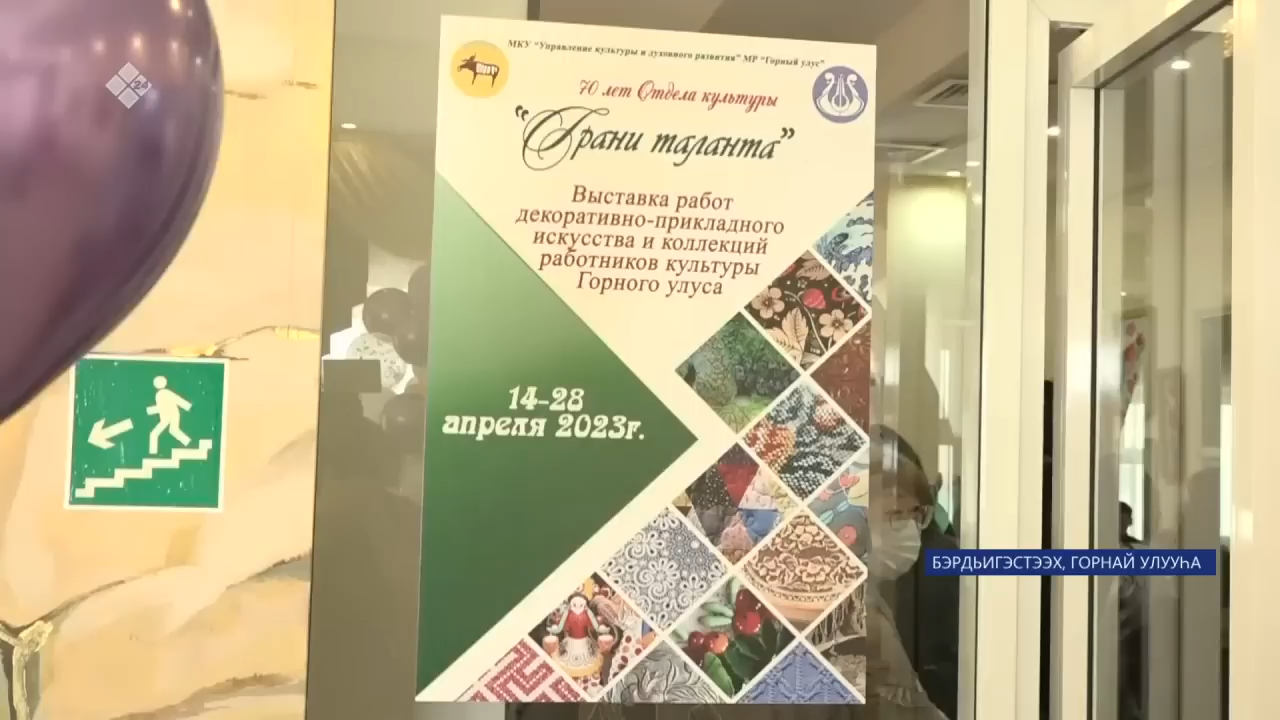 МКУ "Управление культуры и духовного развития" МР "Горный улус"
24
70 лет Отдела культуры
"Грани таланта"
Выставка работ
декоративно-прикладного
искусства и коллекций
работников культуры
Горного улуса
14-28
апреля 2023г.
БЭРДЬИГЭСТЭЭХ, ГОРНАЙ УЛУУҺА